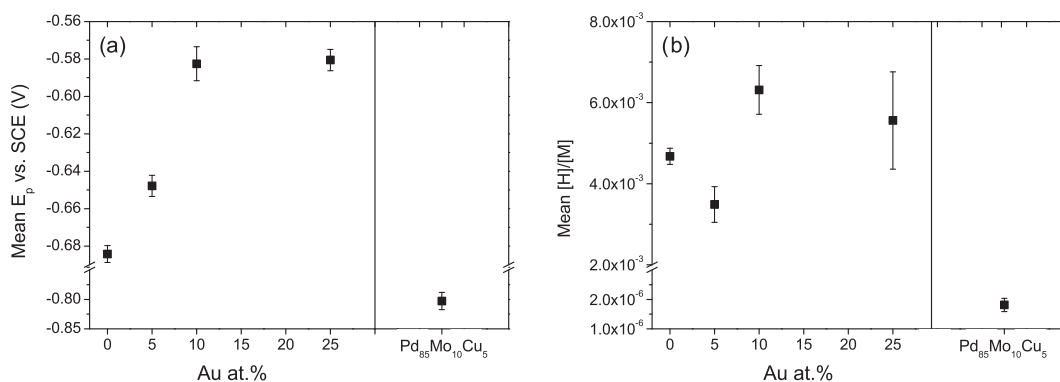 (a)
Mean Eₚ vs. SCE (V)
-0.56
-0.58
-0.60
-0.62
-0.64
-0.66
-0.68
-0.80
-0.85
0 5 10 15 20 25 Pd₈₅Mo₁₀Cu₅
Au at.%
(b)
Mean [H]/[M]
8.0x10⁻³
6.0x10⁻³
4.0x10⁻³
2.0x10⁻³
2.0x10⁻⁶
1.0x10⁻⁶
0 5 10 15 20 25 Pd₈₅Mo₁₀Cu₅
Au at.%